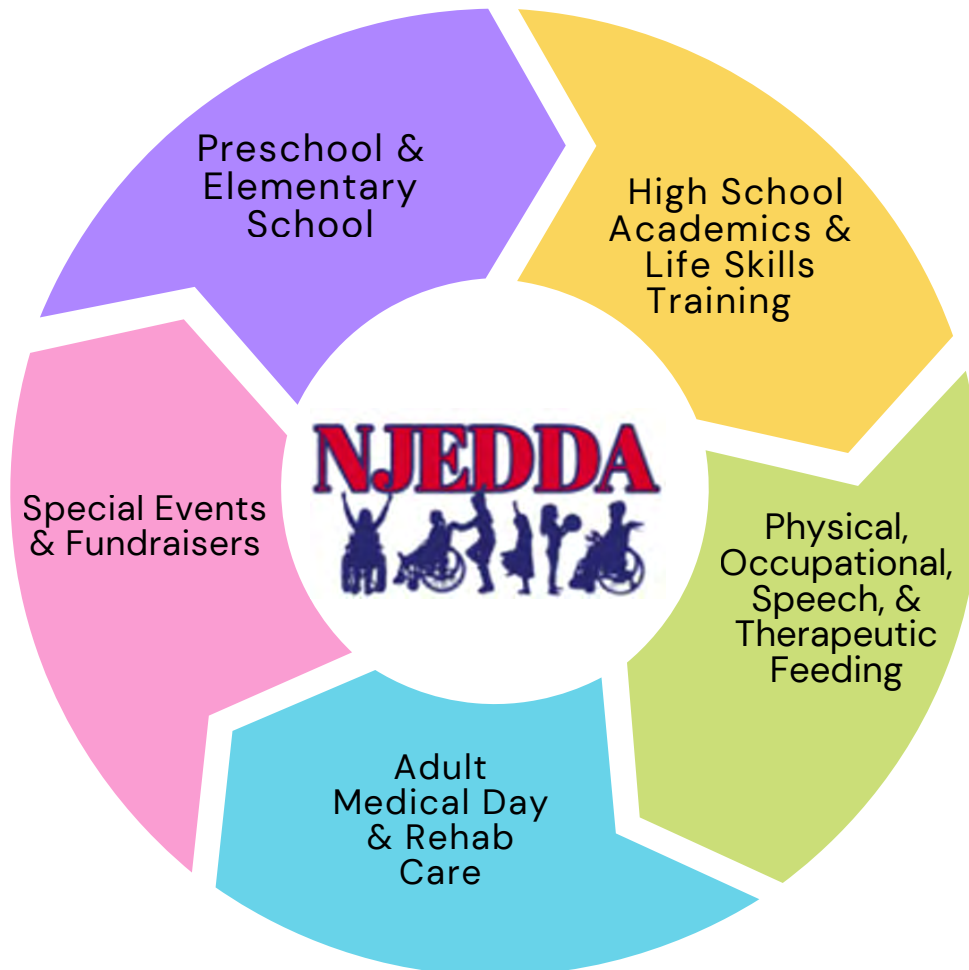 Preschool &
Elementary
School
High School
Academics &
Life Skills
Training
Physical,
Occupational,
Speech, &
Therapeutic
Feeding
Adult
Medical Day
& Rehab
Care
Special Events
& Fundraisers
NJEDDA